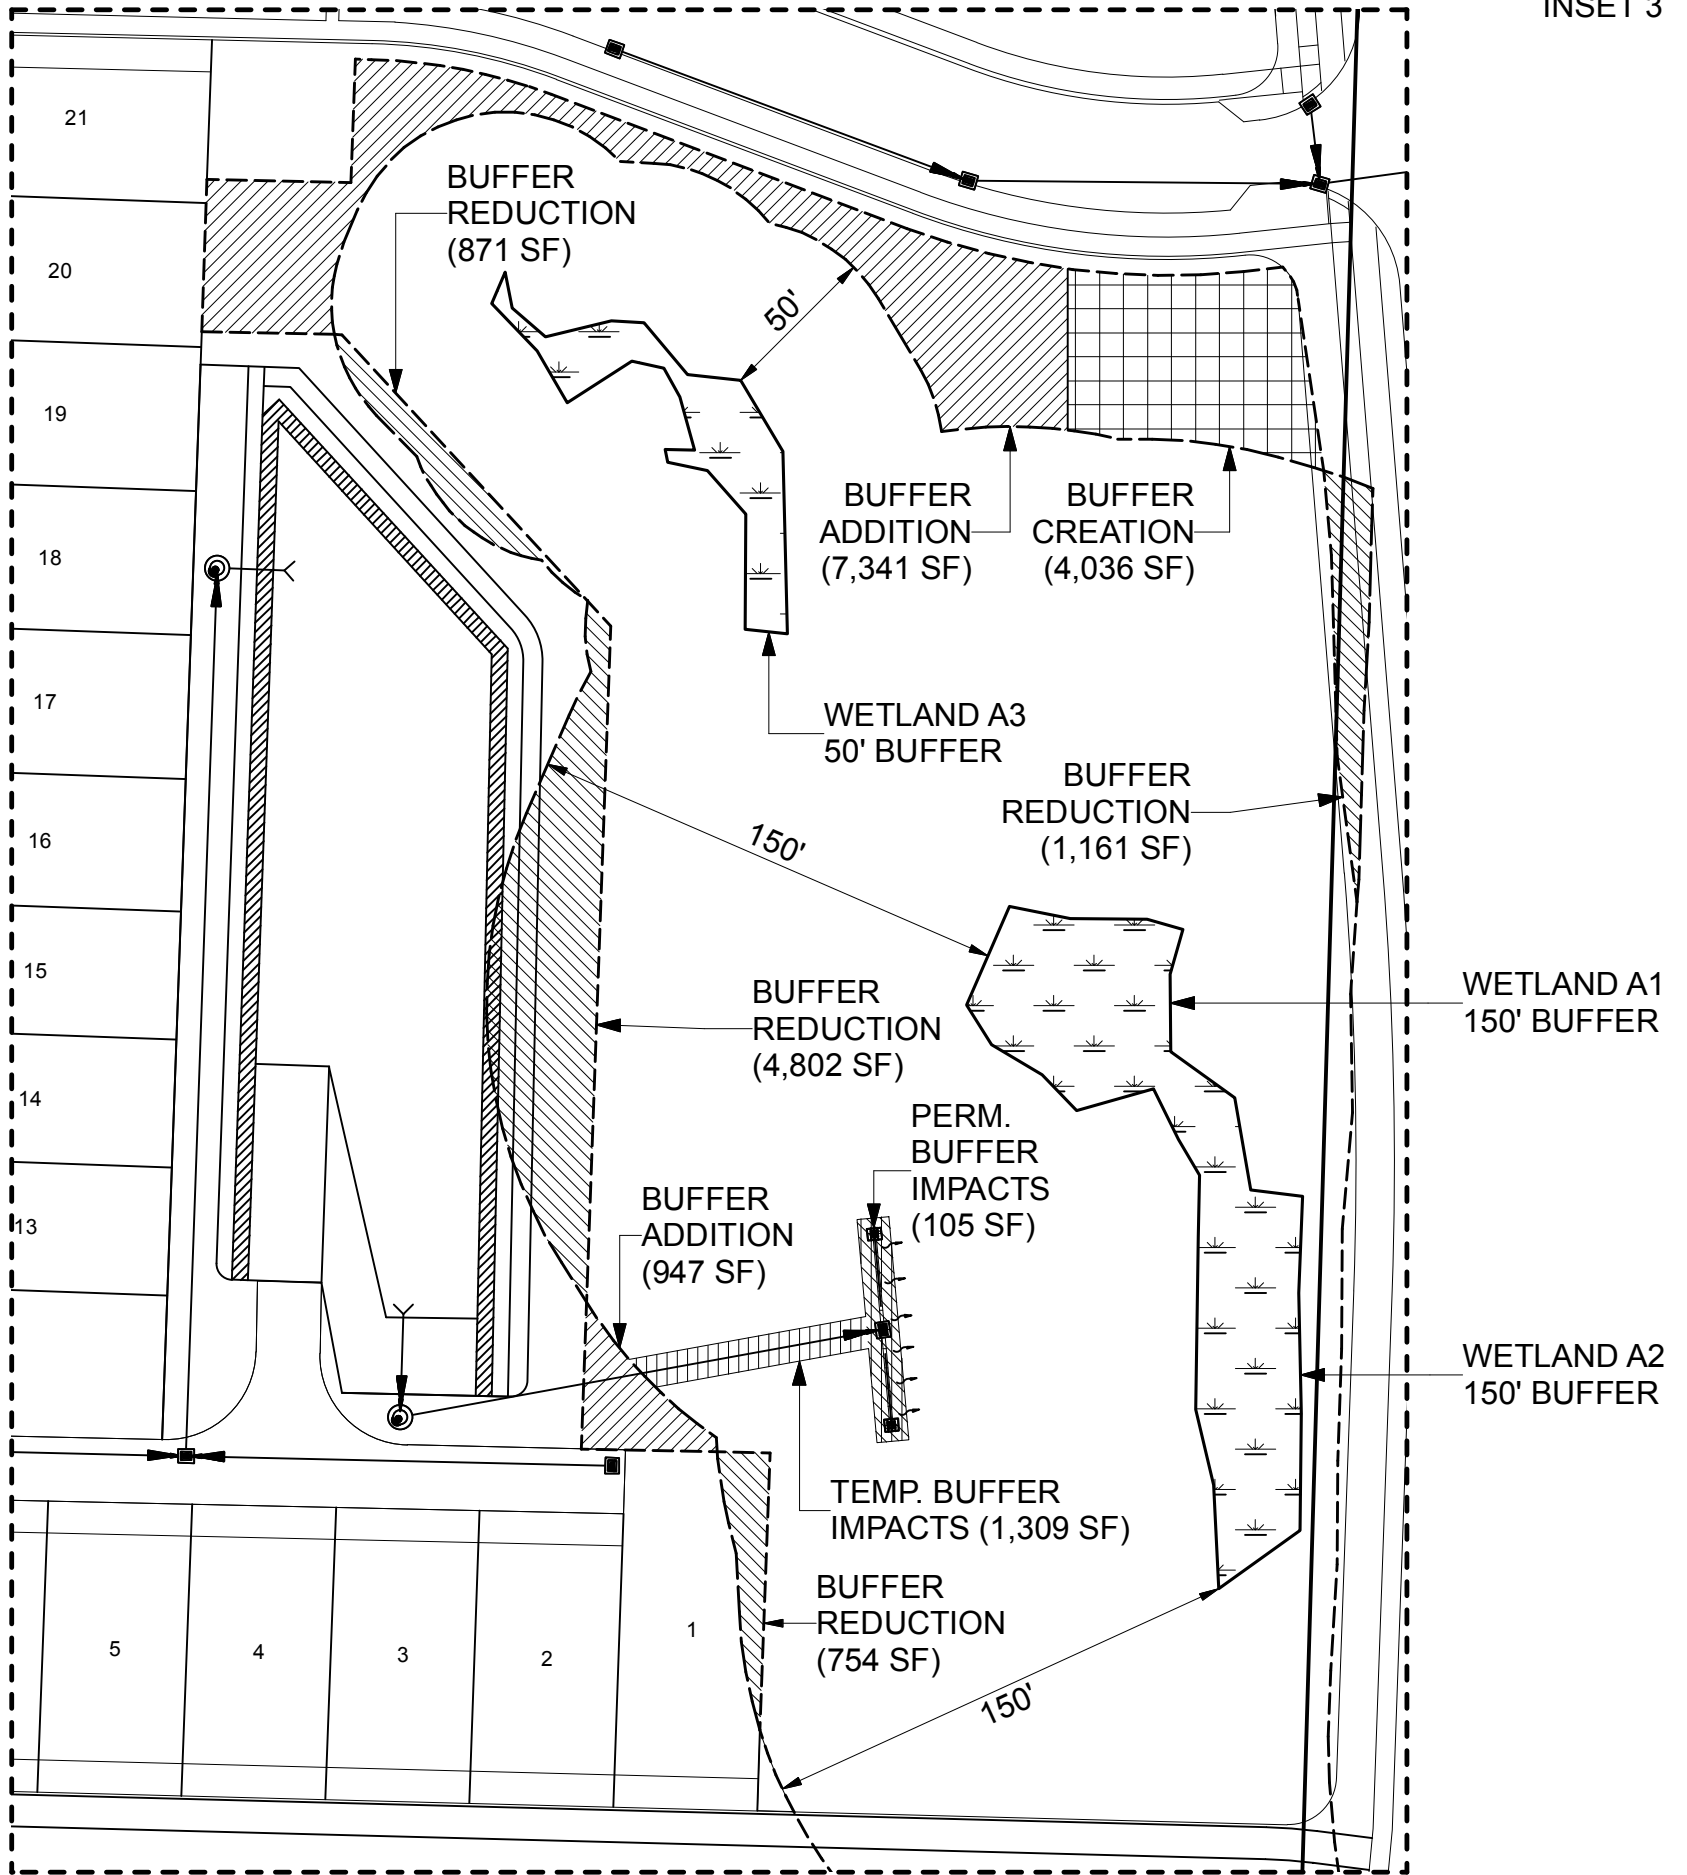 INSET 3
21
20
19
18
17
16
15
14
13
5
4
3
2
1
BUFFER
REDUCTION
(871 SF)
50'
BUFFER
ADDITION
(7,341 SF)
BUFFER
CREATION
(4,036 SF)
WETLAND A3
50' BUFFER
BUFFER
REDUCTION
(1,161 SF)
150'
BUFFER
REDUCTION
(4,802 SF)
WETLAND A1
150' BUFFER
PERM.
BUFFER
IMPACTS
(105 SF)
BUFFER
ADDITION
(947 SF)
WETLAND A2
150' BUFFER
TEMP. BUFFER
IMPACTS (1,309 SF)
BUFFER
REDUCTION
(754 SF)
150'